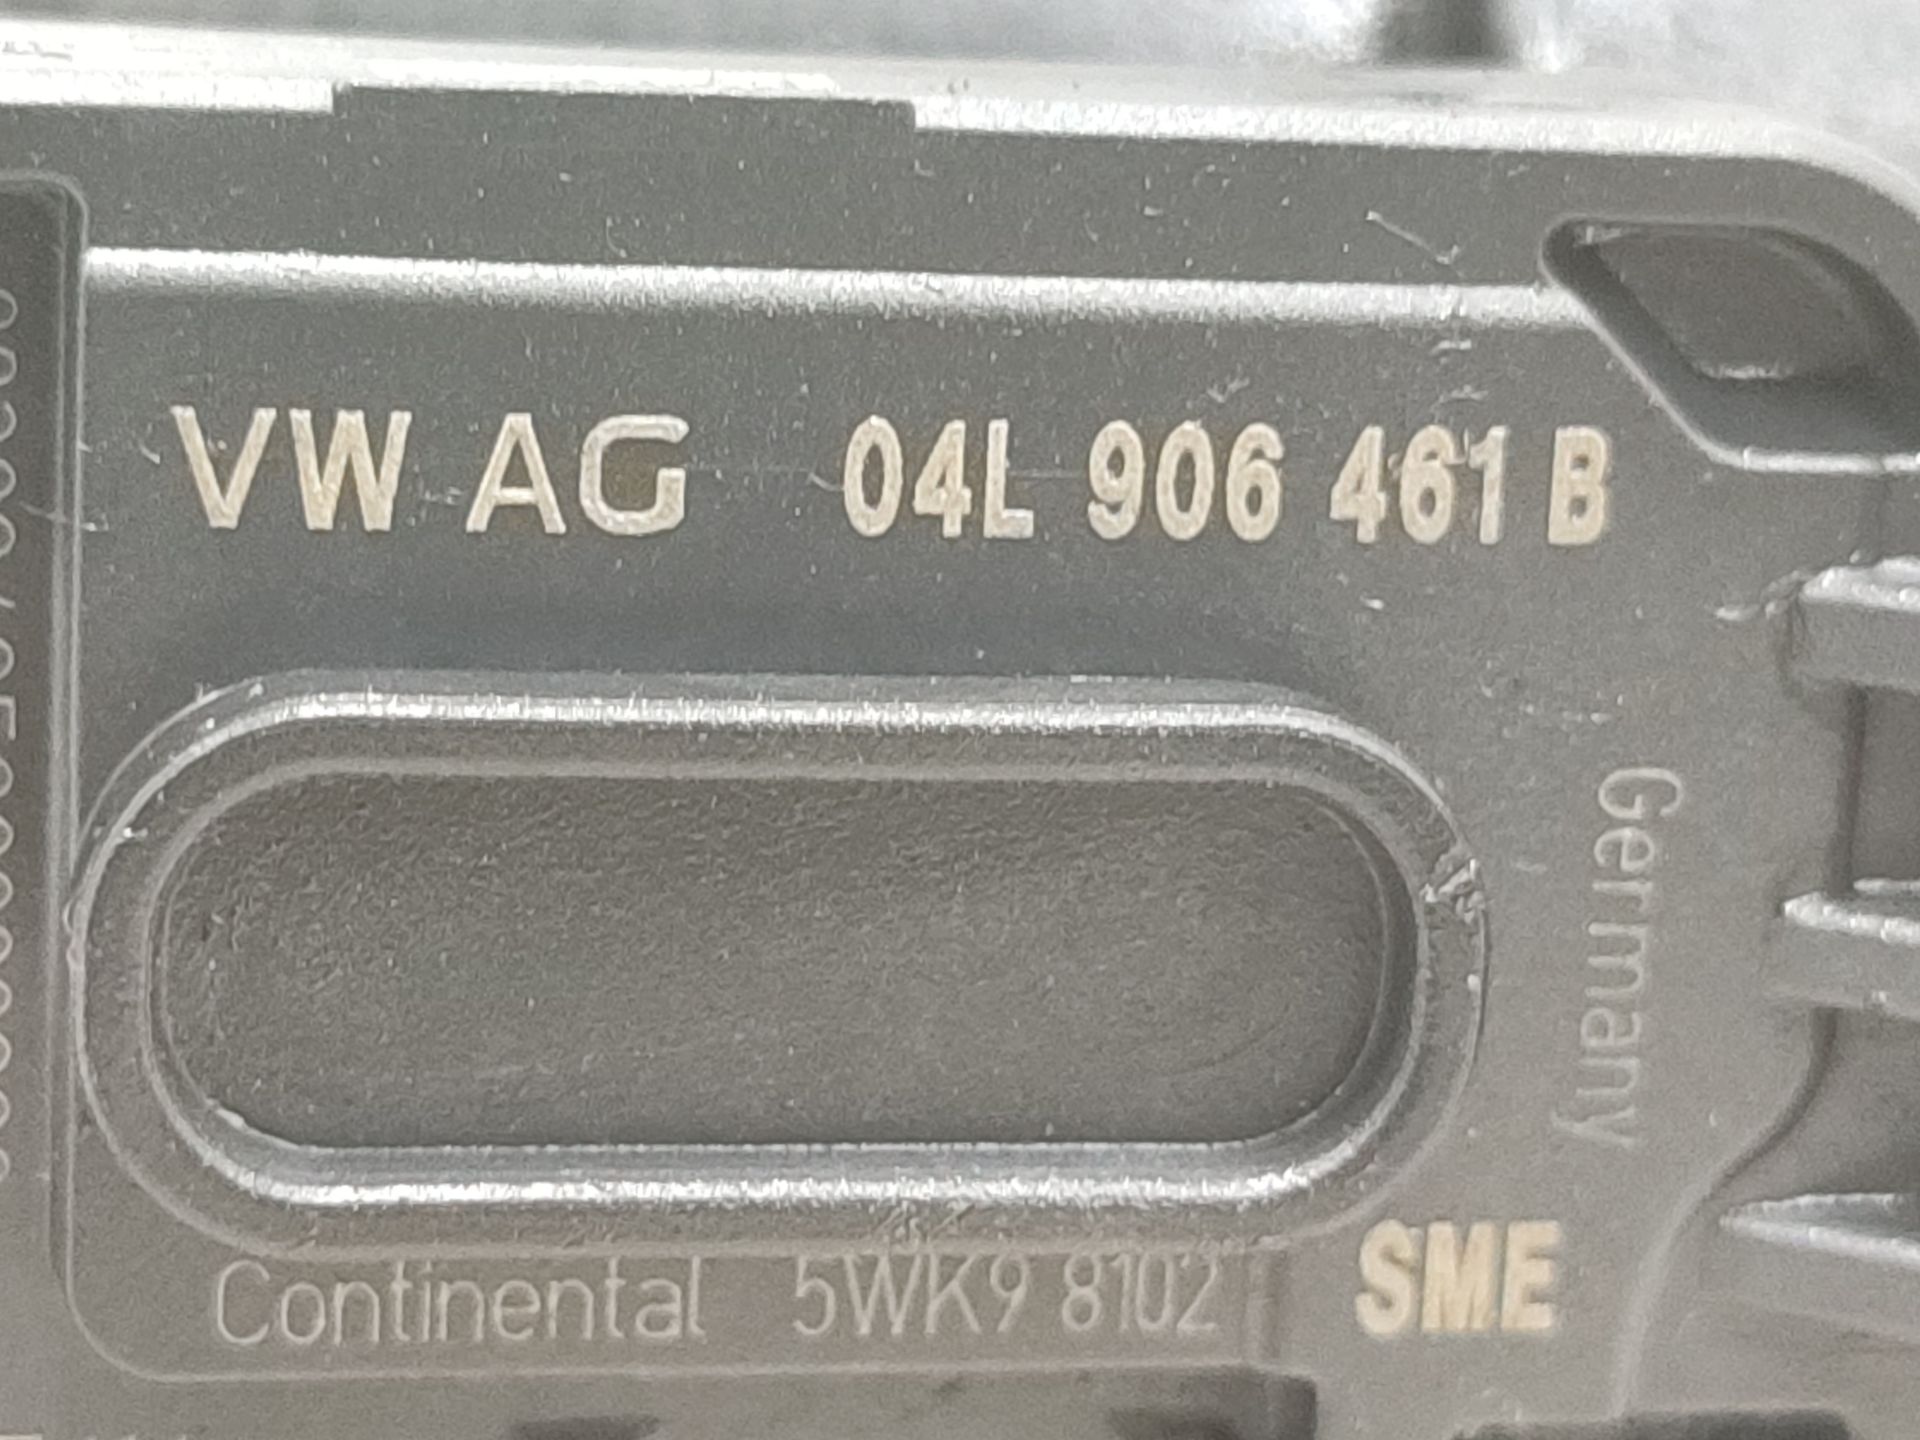 VW AG 04L 906 461 B
Germany
SME
Continental 5WK9 8102